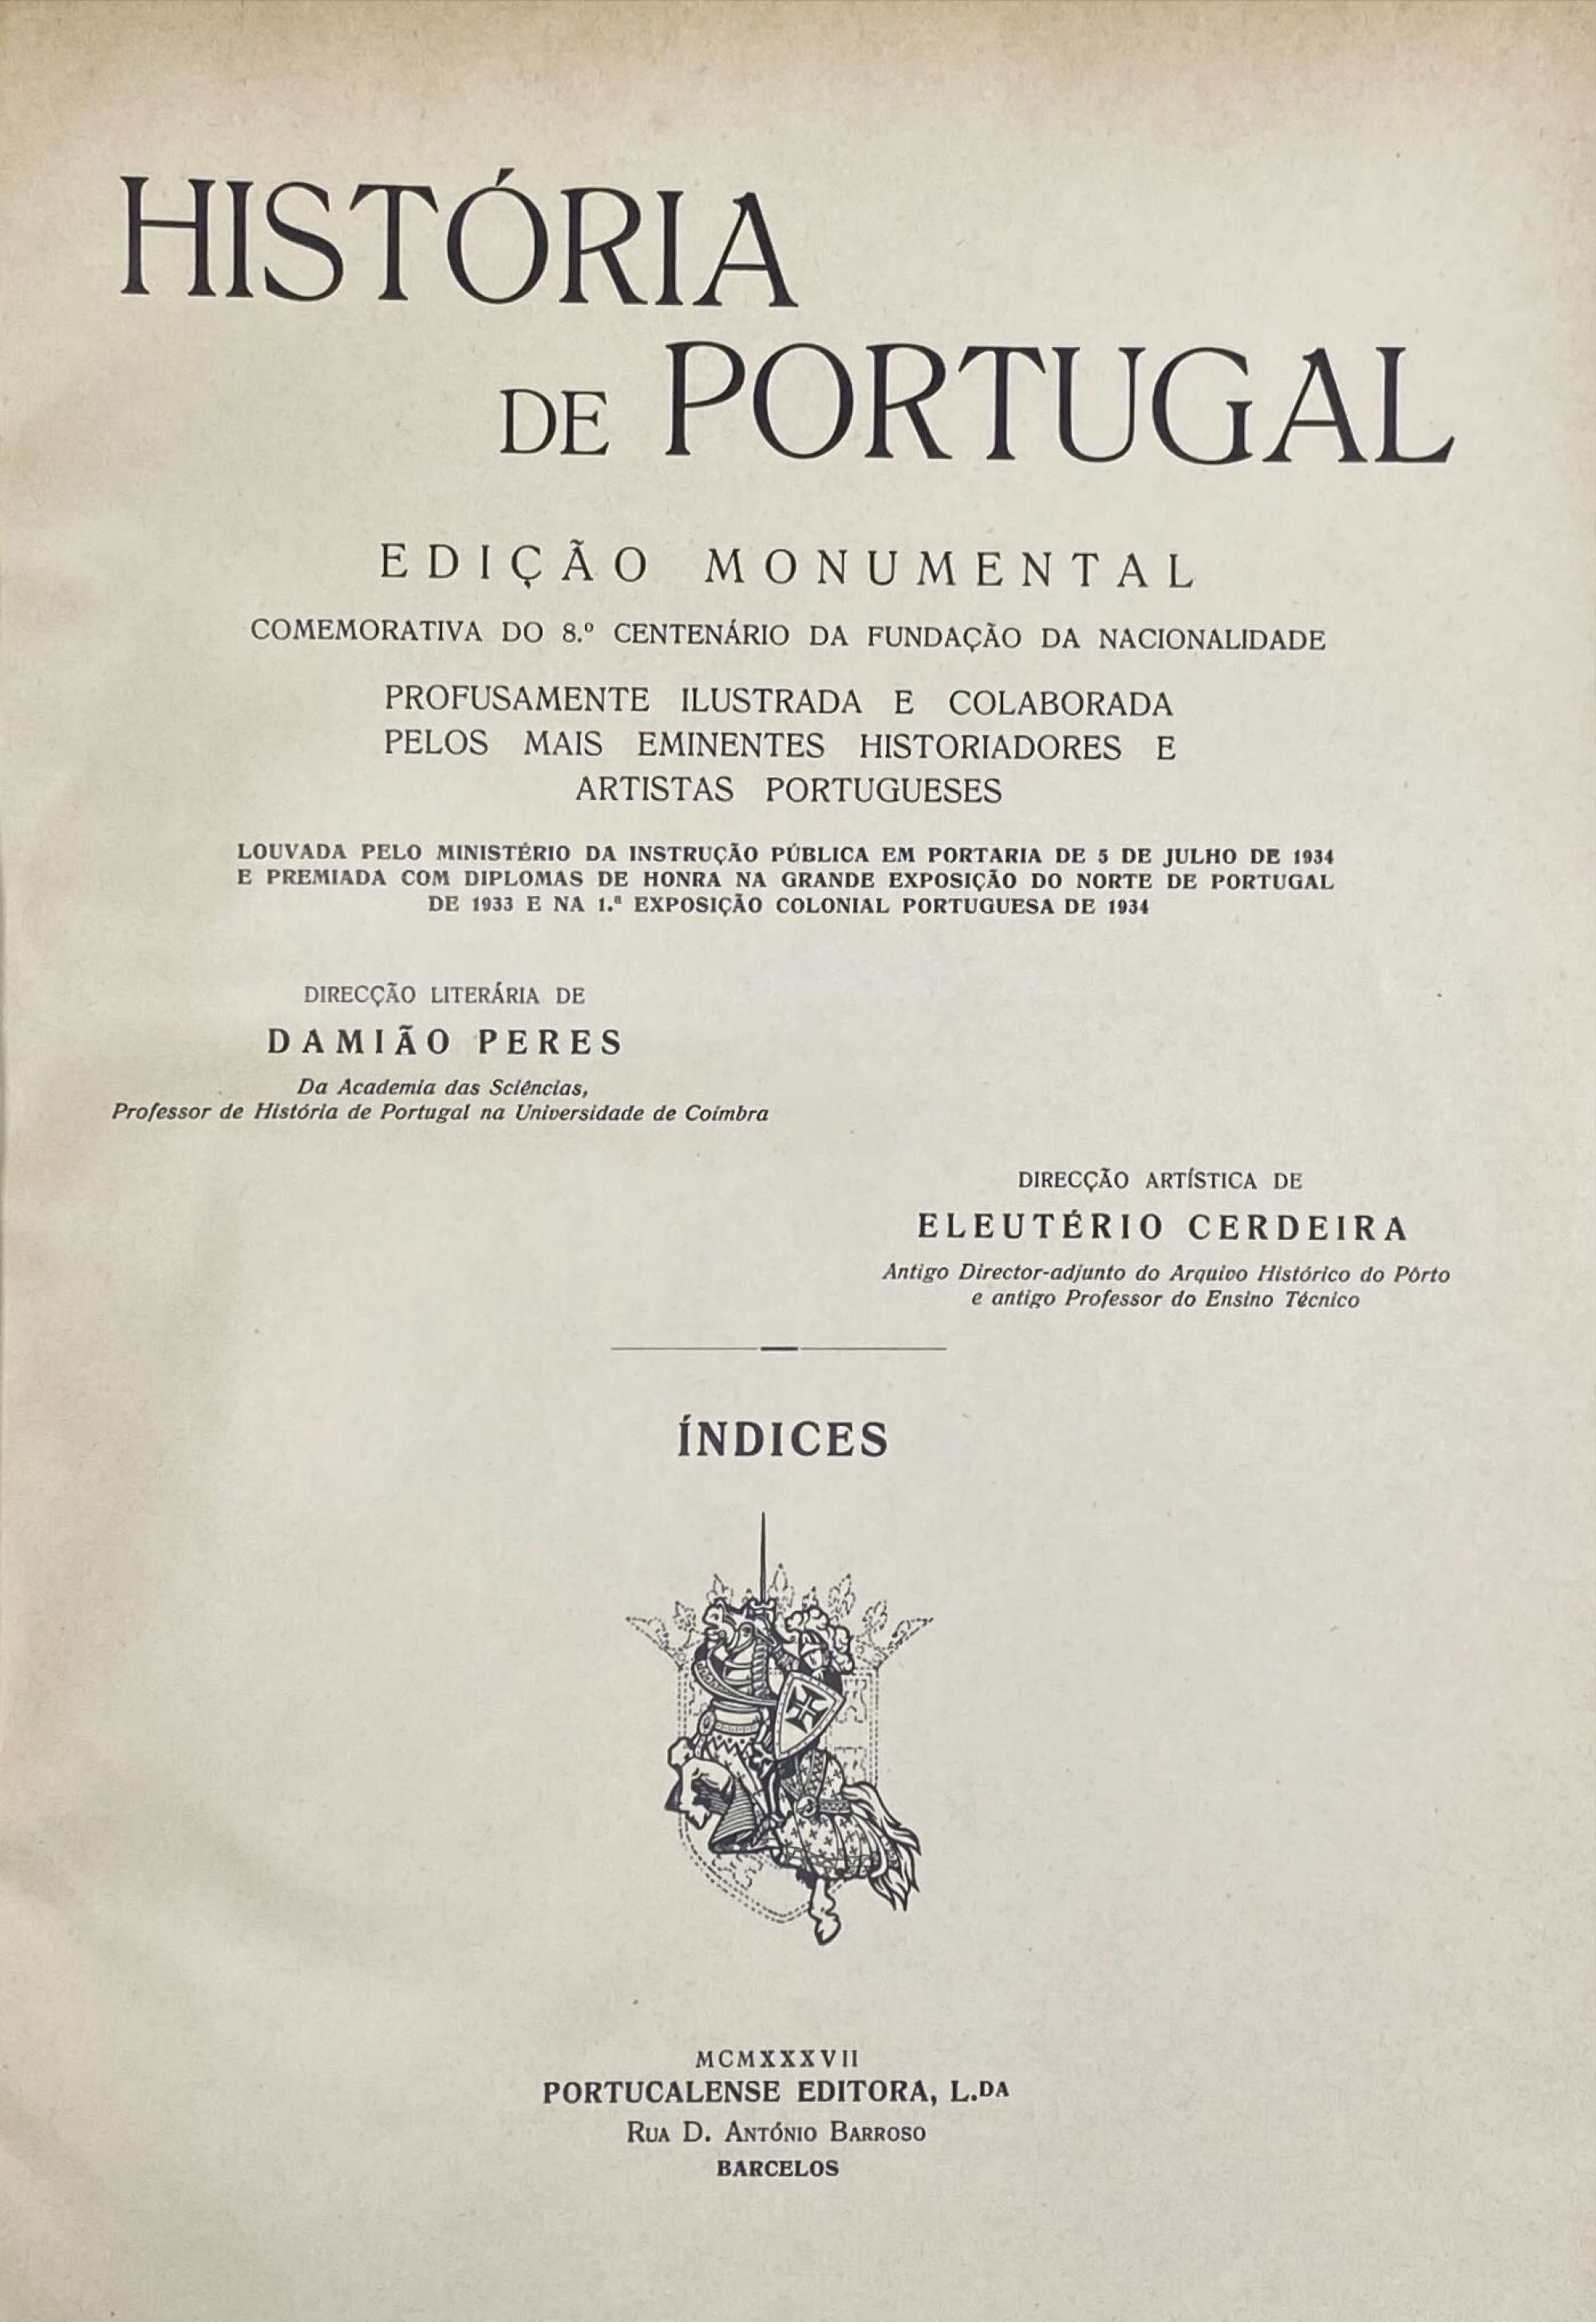 HISTÓRIA
DE PORTUGAL
EDIÇÃO MONUMENTAL
COMEMORATIVA DO 8.º CENTENÁRIO DA FUNDAÇÃO DA NACIONALIDADE
PROFUSAMENTE ILUSTRADA E COLABORADA
PELOS MAIS EMINENTES HISTORIADORES E
ARTISTAS PORTUGUESES
LOUVADA PELO MINISTÉRIO DA INSTRUÇÃO PÚBLICA EM PORTARIA DE 5 DE JULHO DE 1934
E PREMIADA COM DIPLOMAS DE HONRA NA GRANDE EXPOSIÇÃO DO NORTE DE PORTUGAL
DE 1933 E NA 1.ª EXPOSIÇÃO COLONIAL PORTUGUESA DE 1934
DIRECÇÃO LITERÁRIA DE
DAMIÃO PERES
Da Academia das Sciências,
Professor de História de Portugal na Universidade de Coímbra
DIRECÇÃO ARTÍSTICA DE
ELEUTÉRIO CERDEIRA
Antigo Director-adjunto do Arquivo Histórico do Pôrto
e antigo Professor do Ensino Técnico
ÍNDICES
MCMXXXVII
PORTUCALENSE EDITORA, L.DA
RUA D. ANTÓNIO BARROSO
BARCELOS